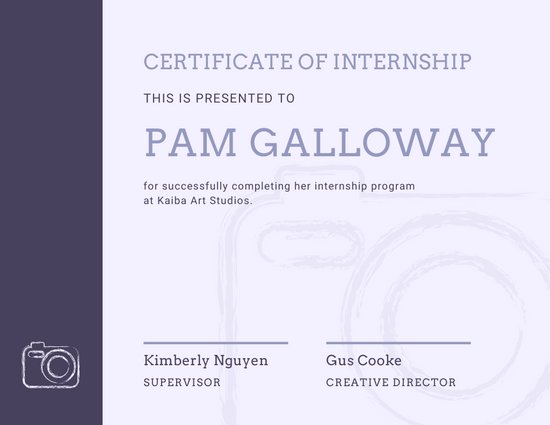 CERTIFICATE OF INTERNSHIP
THIS IS PRESENTED TO
PAM GALLOWAY
for successfully completing her internship program
at Kaiba Art Studios.
Kimberly Nguyen
SUPERVISOR
Gus Cooke
CREATIVE DIRECTOR